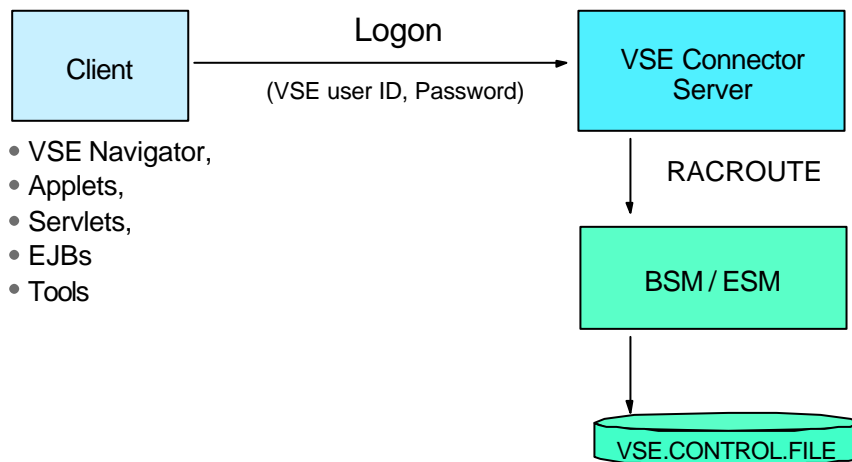 Client
Logon
(VSE user ID, Password)
VSE Connector
Server
VSE Navigator,
Applets,
Servlets,
EJBs
Tools
RACROUTE
BSM / ESM
VSE.CONTROL.FILE